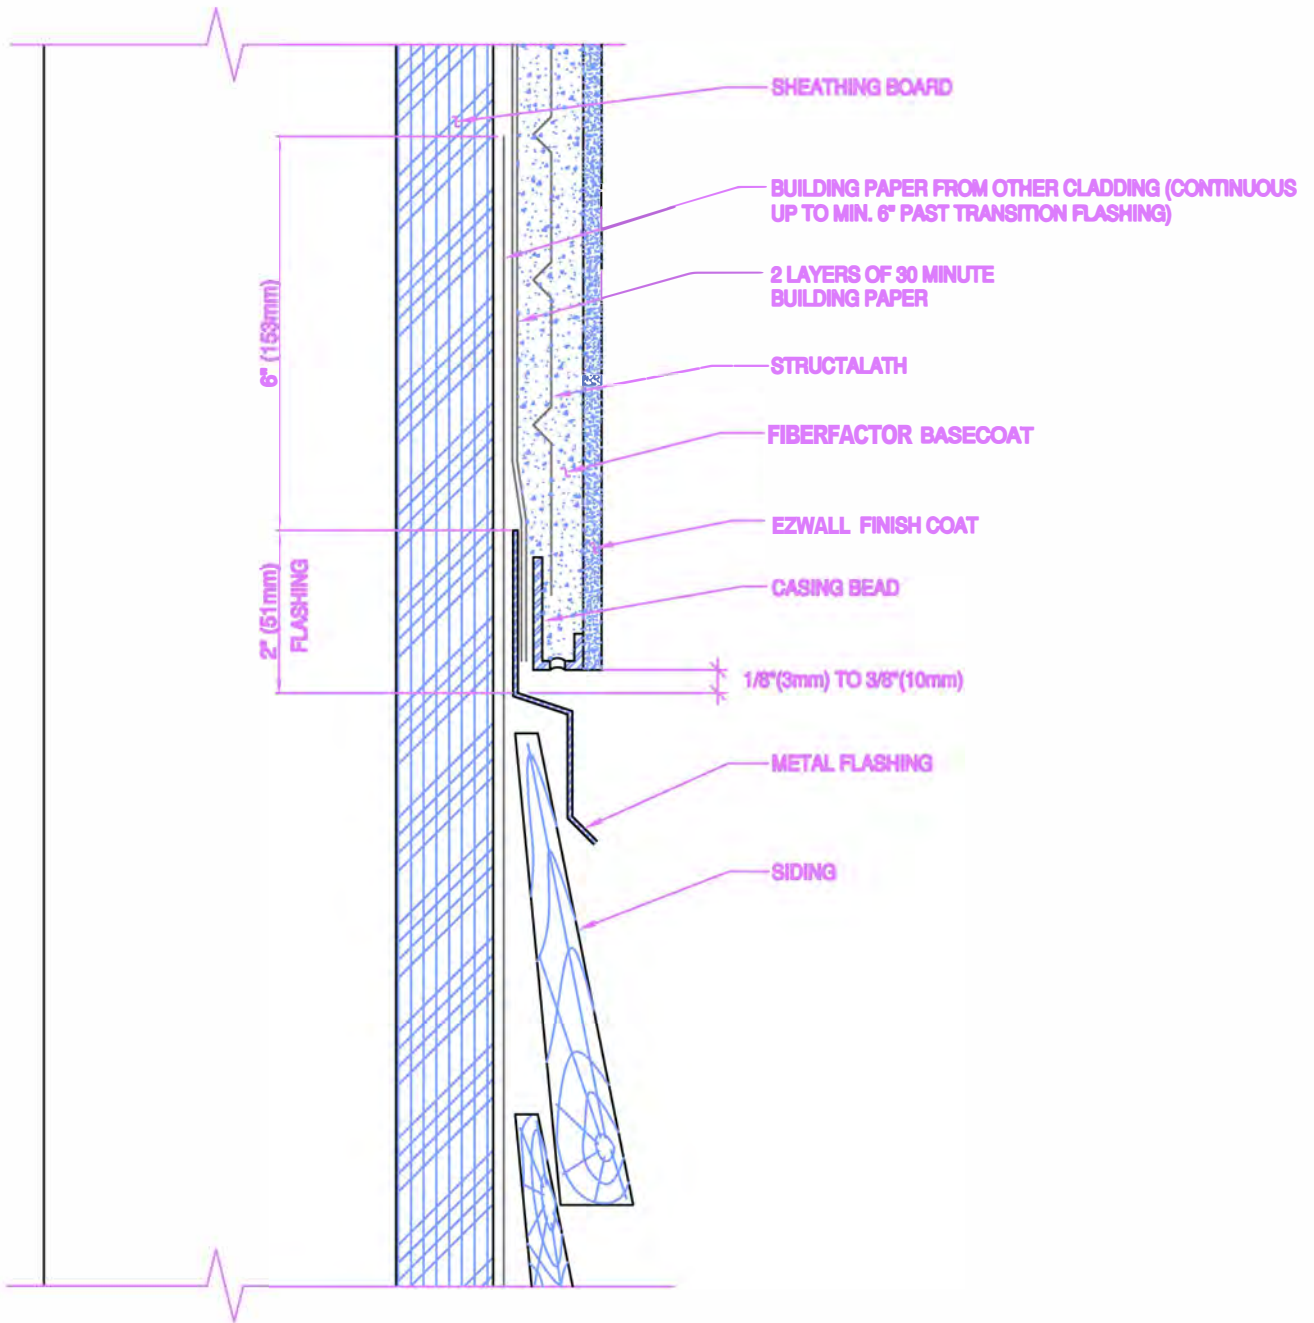 SHEATHING BOARD
BUILDING PAPER FROM OTHER CLADDING (CONTINUOUS
UP TO MIN. 6" PAST TRANSITION FLASHING)
2 LAYERS OF 30 MINUTE
BUILDING PAPER
6" (153mm)
STRUCTALATH
FIBERFACTOR BASECOAT
EZWALL FINISH COAT
2" (51mm)
FLASHING
CASING BEAD
1/8"(3mm) TO 3/8"(10mm)
METAL FLASHING
SIDING